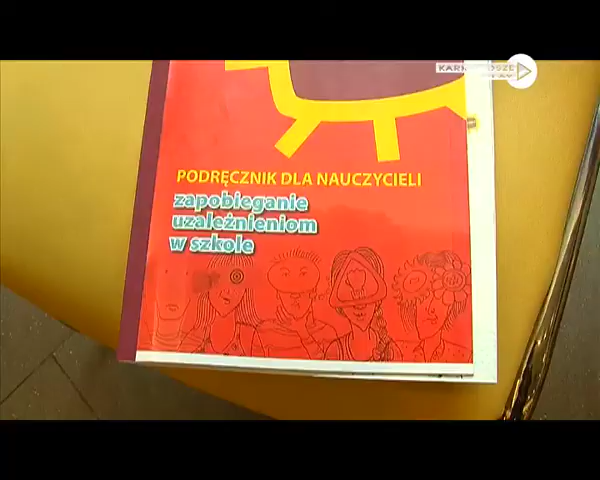 PODRĘCZNIK DLA NAUCZYCIELI
zapobieganie
uzależnieniom
w szkole